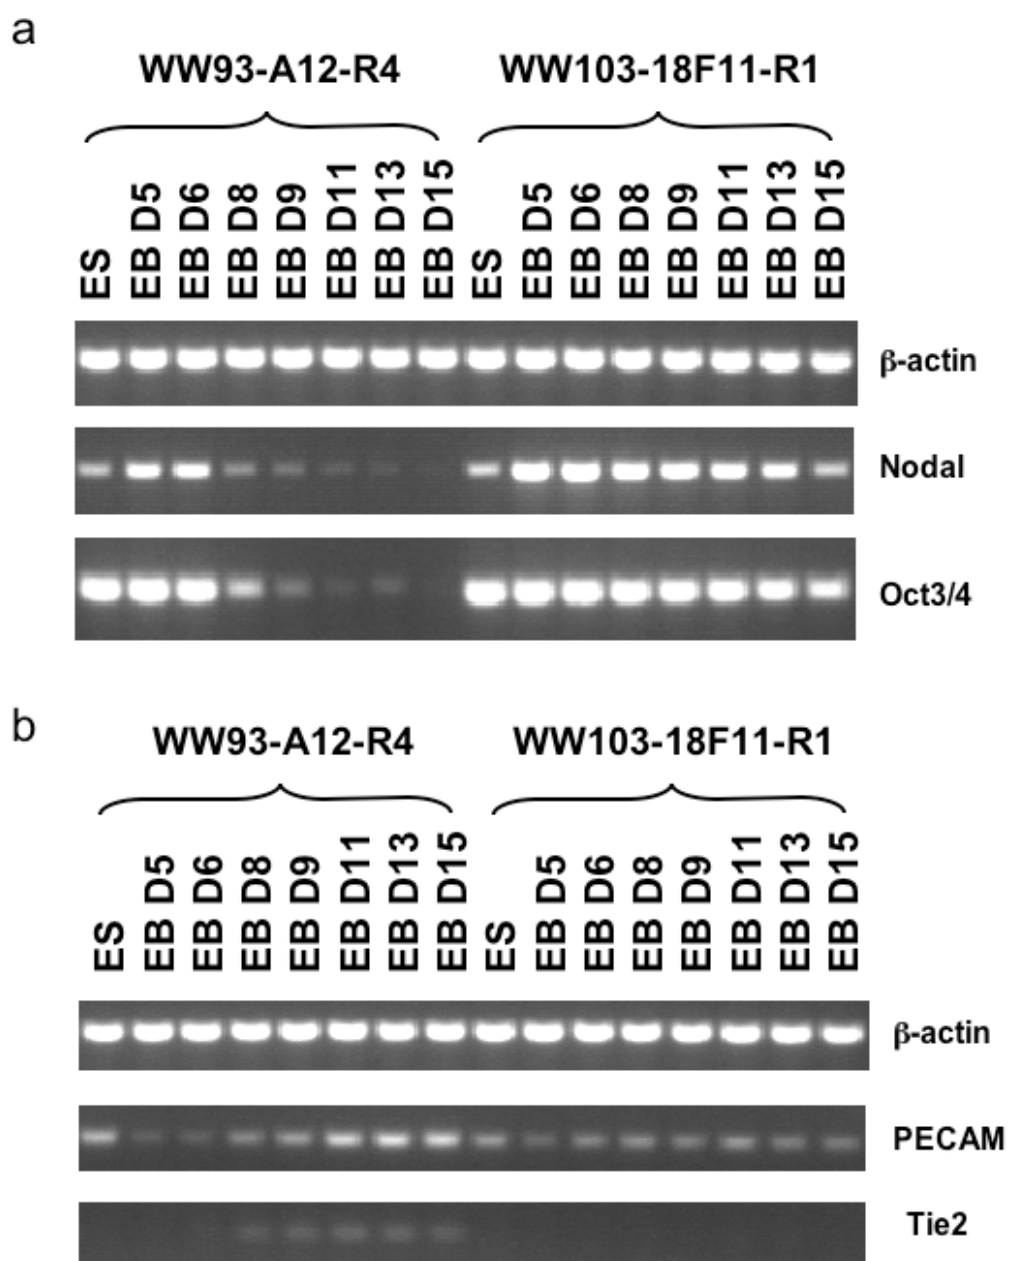 a
WW93-A12-R4 WW103-18F11-R1
ES EB D5 EB D6 EB D8 EB D9 EB D11 EB D13 EB D15 ES EB D5 EB D6 EB D8 EB D9 EB D11 EB D13 EB D15
β-actin
Nodal
Oct3/4
b
WW93-A12-R4 WW103-18F11-R1
ES EB D5 EB D6 EB D8 EB D9 EB D11 EB D13 EB D15 ES EB D5 EB D6 EB D8 EB D9 EB D11 EB D13 EB D15
β-actin
PECAM
Tie2